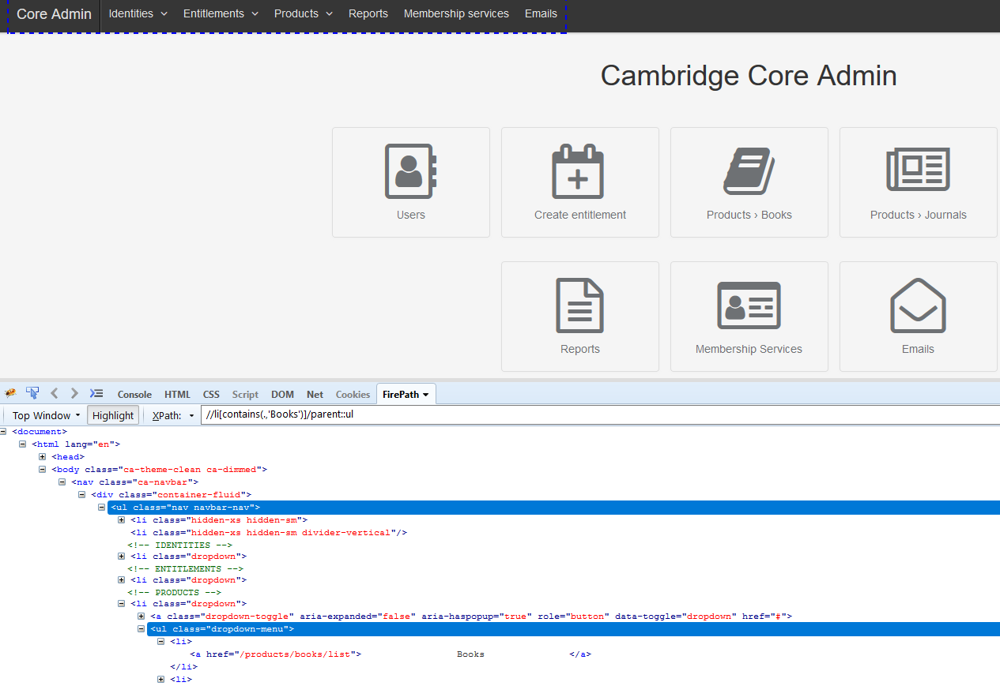 Core Admin Identities Entitlements Products Reports Membership services Emails
Cambridge Core Admin
Users Create entitlement Products › Books Products › Journals
Reports Membership Services Emails
Console HTML CSS Script DOM Net Cookies FirePath
Top Window Highlight XPath: //li[contains(.,'Books')]/parent::ul
<document>
<html lang="en">
<head>
<body class="ca-theme-clean ca-dimmed">
<nav class="ca-navbar">
<div class="container-fluid">
<ul class="nav navbar-nav">
<li class="hidden-xs hidden-sm">
<li class="hidden-xs hidden-sm divider-vertical"/>
<!-- IDENTITIES -->
<li class="dropdown">
<!-- ENTITLEMENTS -->
<li class="dropdown">
<!-- PRODUCTS -->
<li class="dropdown">
<a class="dropdown-toggle" aria-expanded="false" aria-haspopup="true" role="button" data-toggle="dropdown" href="#">
<ul class="dropdown-menu">
<li>
<a href="/products/books/list"> Books </a>
</li>
<li>